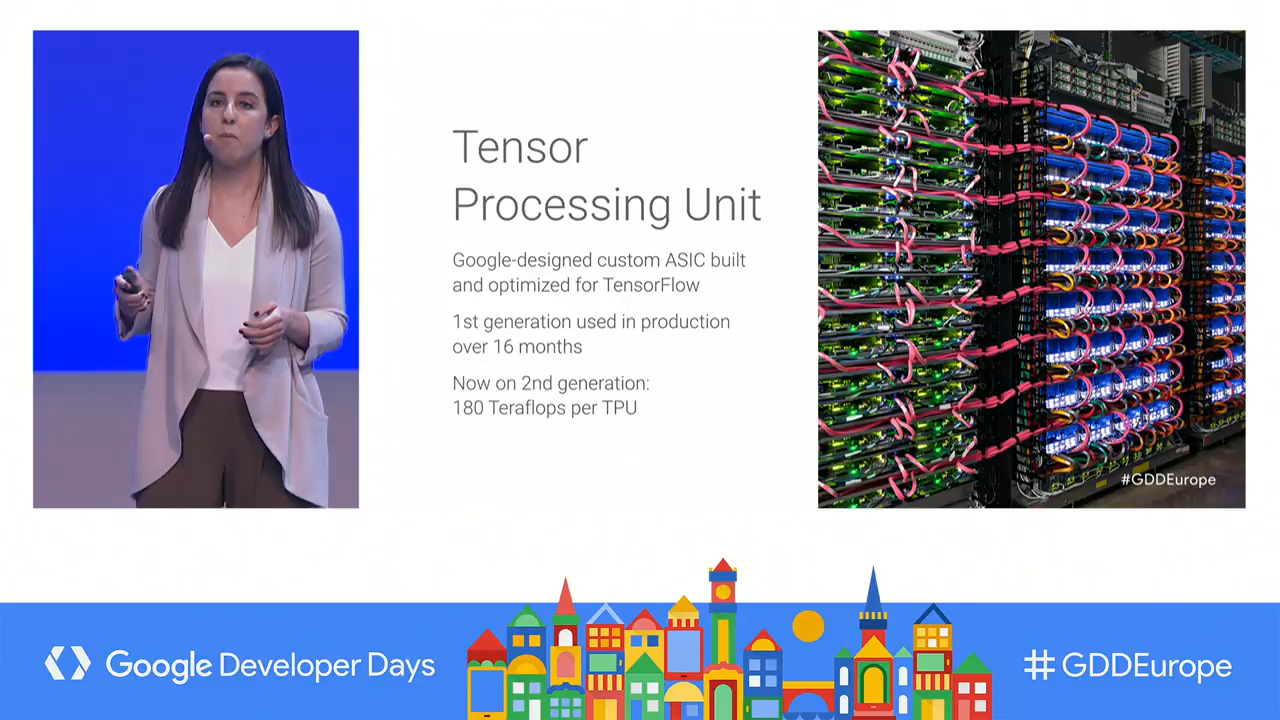 Tensor
Processing Unit
Google-designed custom ASIC built
and optimized for TensorFlow
1st generation used in production
over 16 months
Now on 2nd generation:
180 Teraflops per TPU
#GDDEurope
Google Developer Days
#GDDEurope